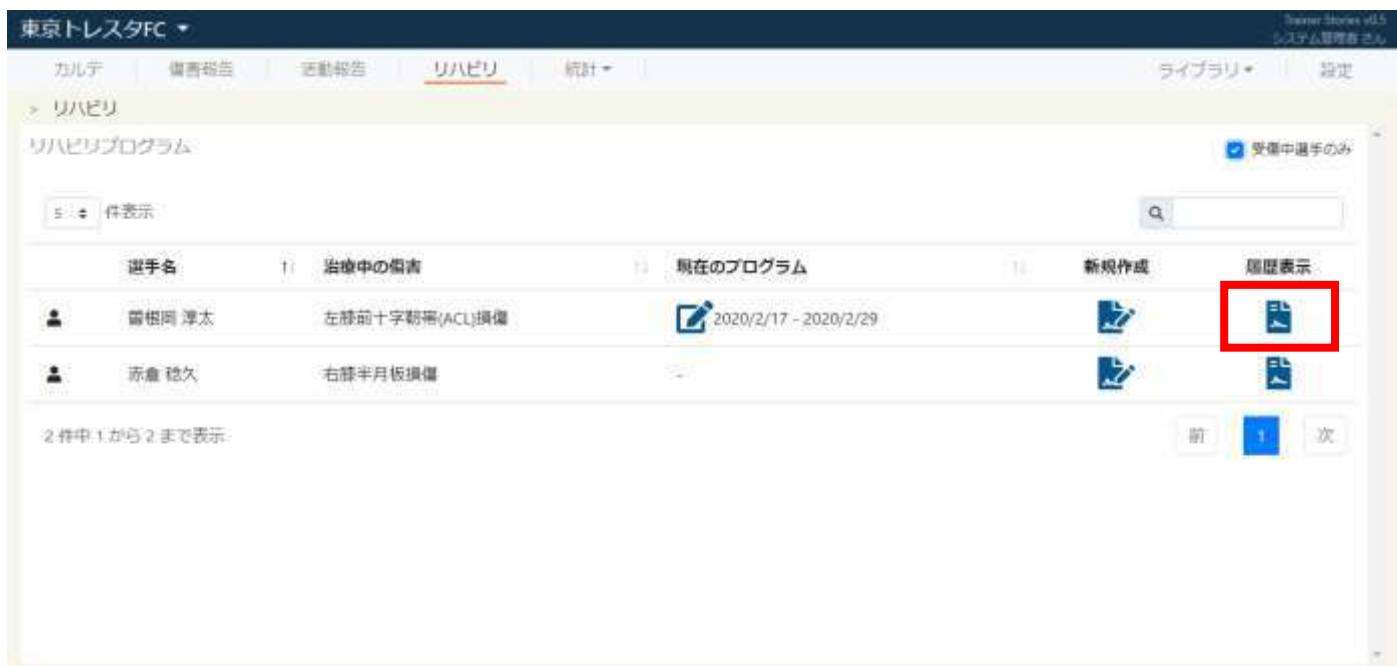 東京トレスタFC
Trainer Stories v0.5
システム管理者 さん
カルテ 傷害報告 活動報告 リハビリ 統計 ライブラリ 設定
> リハビリ
リハビリプログラム
受傷中選手のみ
5 件表示
選手名 治療中の傷害 現在のプログラム 新規作成 履歴表示
曽根岡 淳太 左膝前十字靭帯(ACL)損傷 2020/2/17 - 2020/2/29
赤倉 稔久 右膝半月板損傷 -
2 件中 1 から 2 まで表示
前 1 次